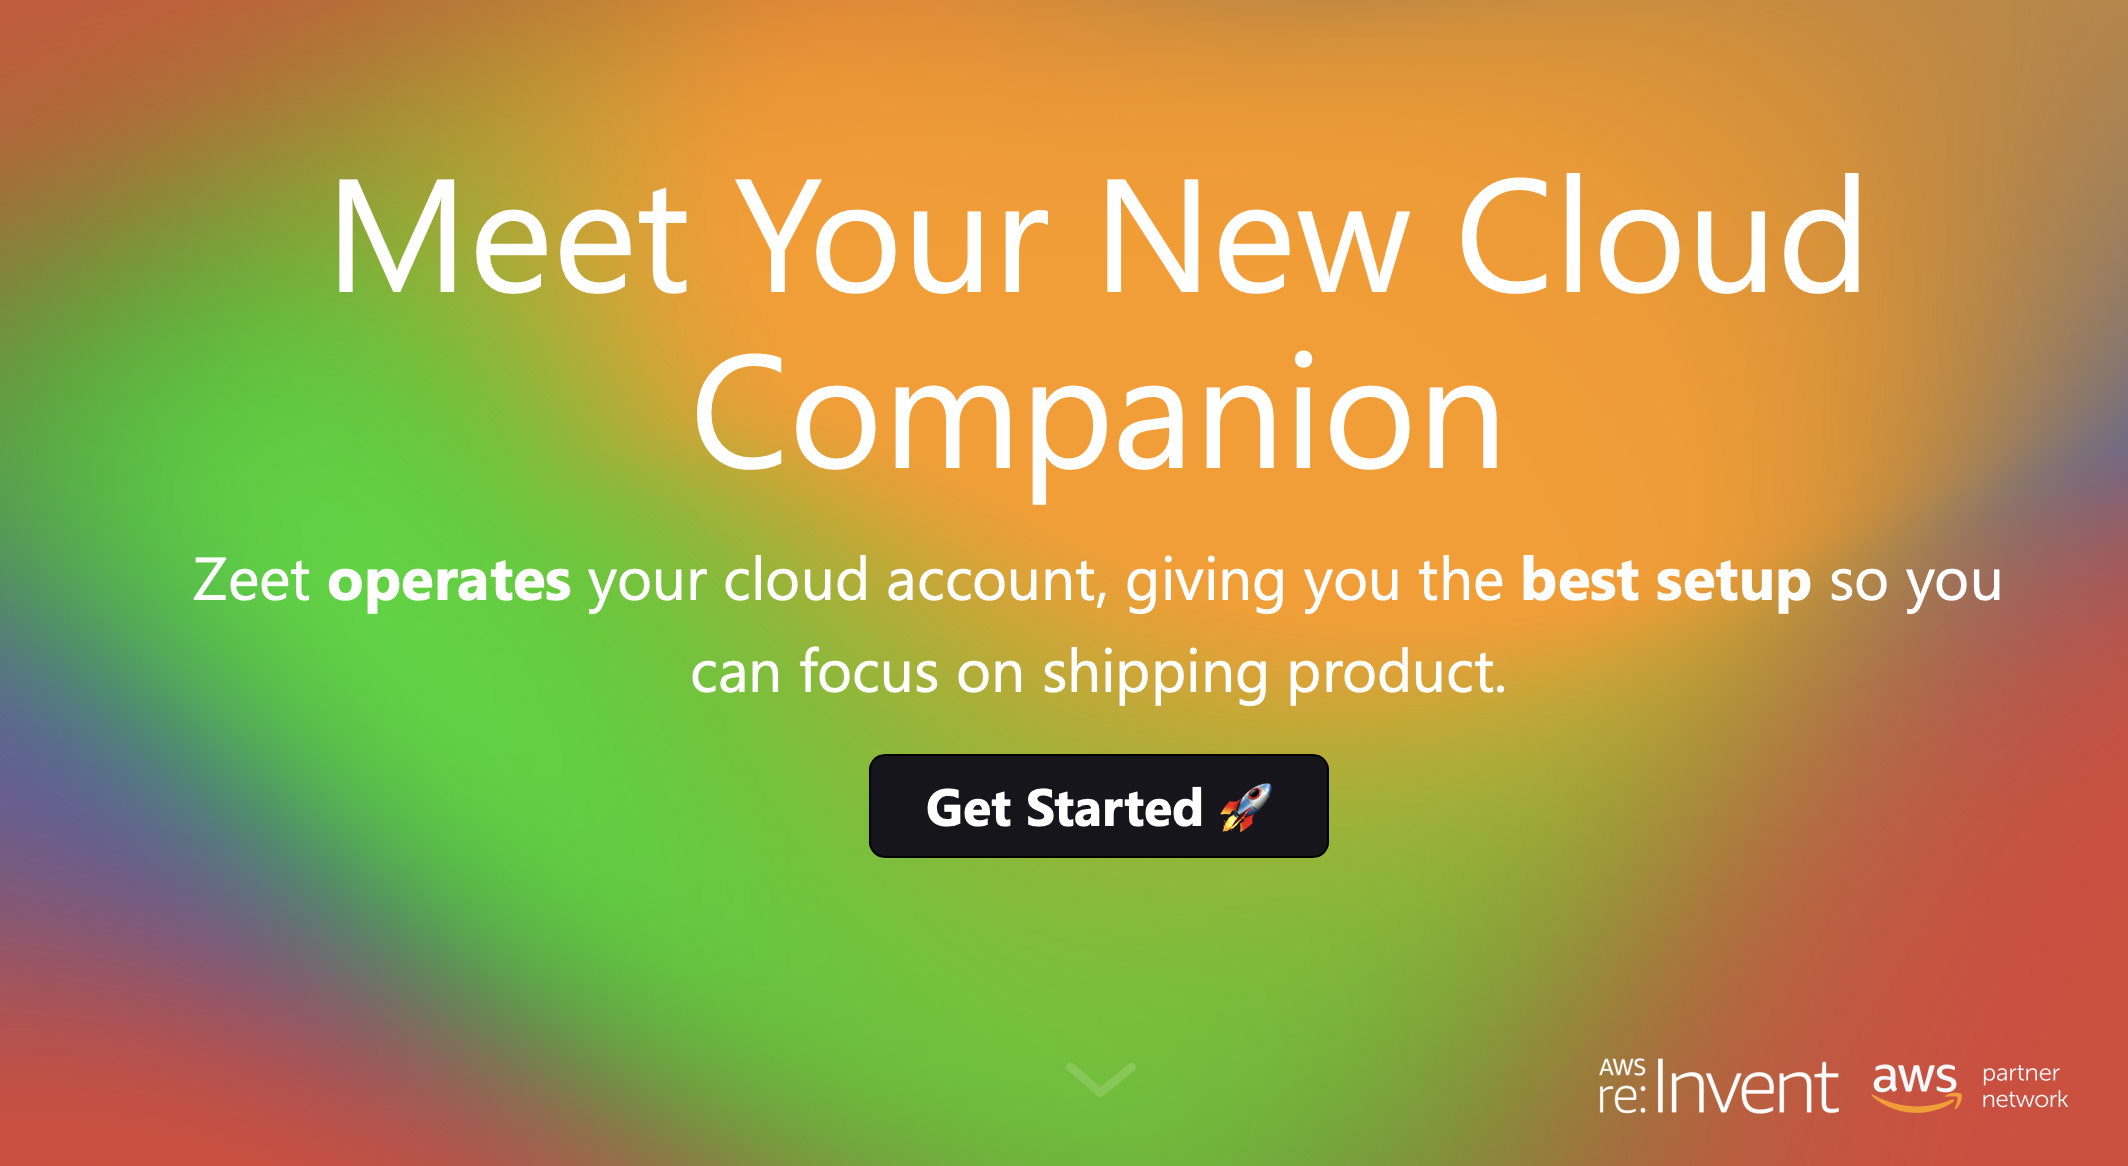 Meet Your New Cloud
Companion
Zeet operates your cloud account, giving you the best setup so you
can focus on shipping product.
Get Started 🚀
AWS
re:Invent
aws
partner
network